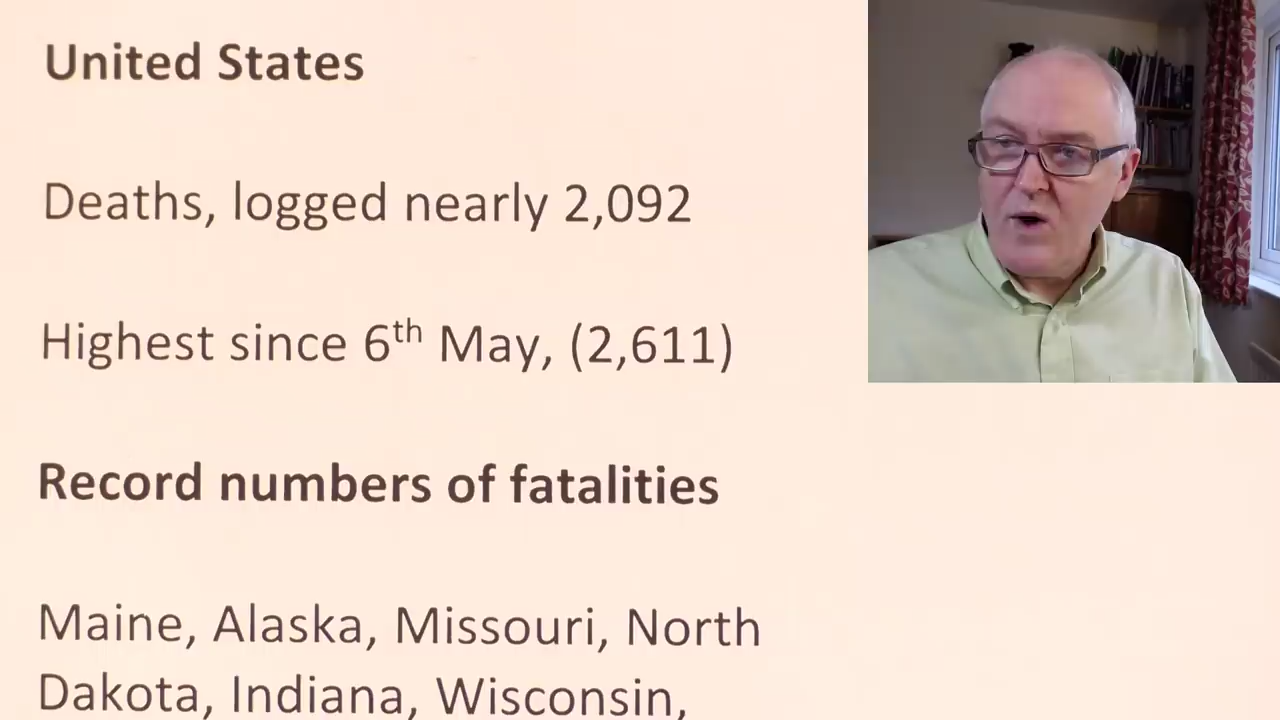 United States
Deaths, logged nearly 2,092
Highest since 6th May, (2,611)
Record numbers of fatalities
Maine, Alaska, Missouri, North
Dakota, Indiana, Wisconsin,